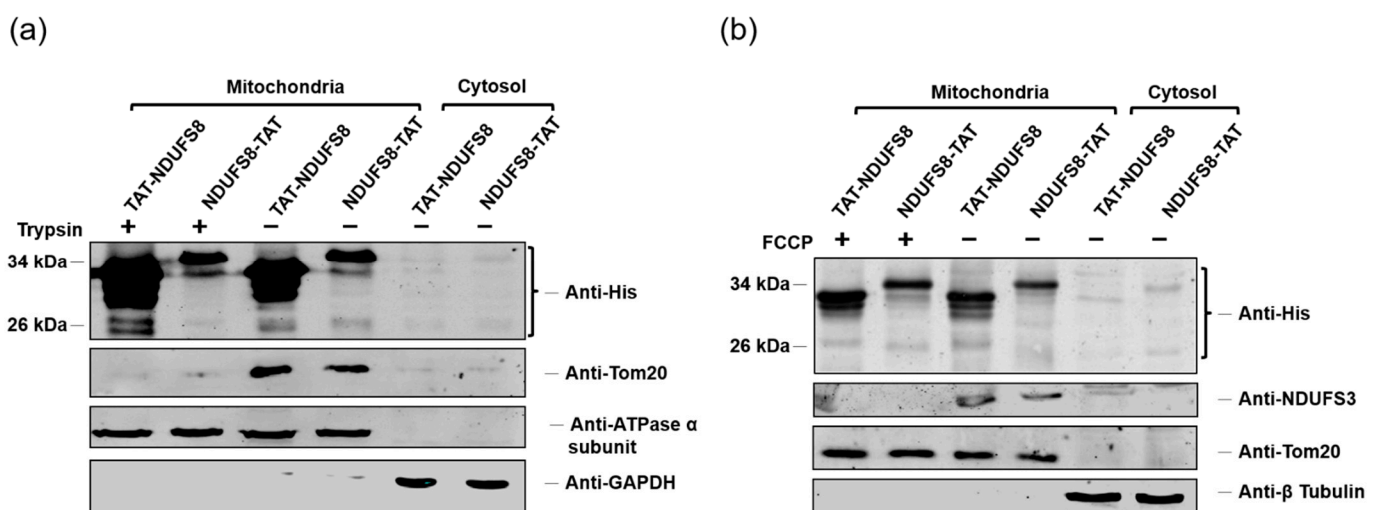 (a)
Mitochondria
Cytosol
TAT-NDUFS8
NDUFS8-TAT
TAT-NDUFS8
NDUFS8-TAT
TAT-NDUFS8
NDUFS8-TAT
Trypsin + + – – – –
34 kDa
26 kDa
Anti-His
Anti-Tom20
Anti-ATPase α
subunit
Anti-GAPDH
(b)
Mitochondria
Cytosol
TAT-NDUFS8
NDUFS8-TAT
TAT-NDUFS8
NDUFS8-TAT
TAT-NDUFS8
NDUFS8-TAT
FCCP + + – – – –
34 kDa
26 kDa
Anti-His
Anti-NDUFS3
Anti-Tom20
Anti-β Tubulin